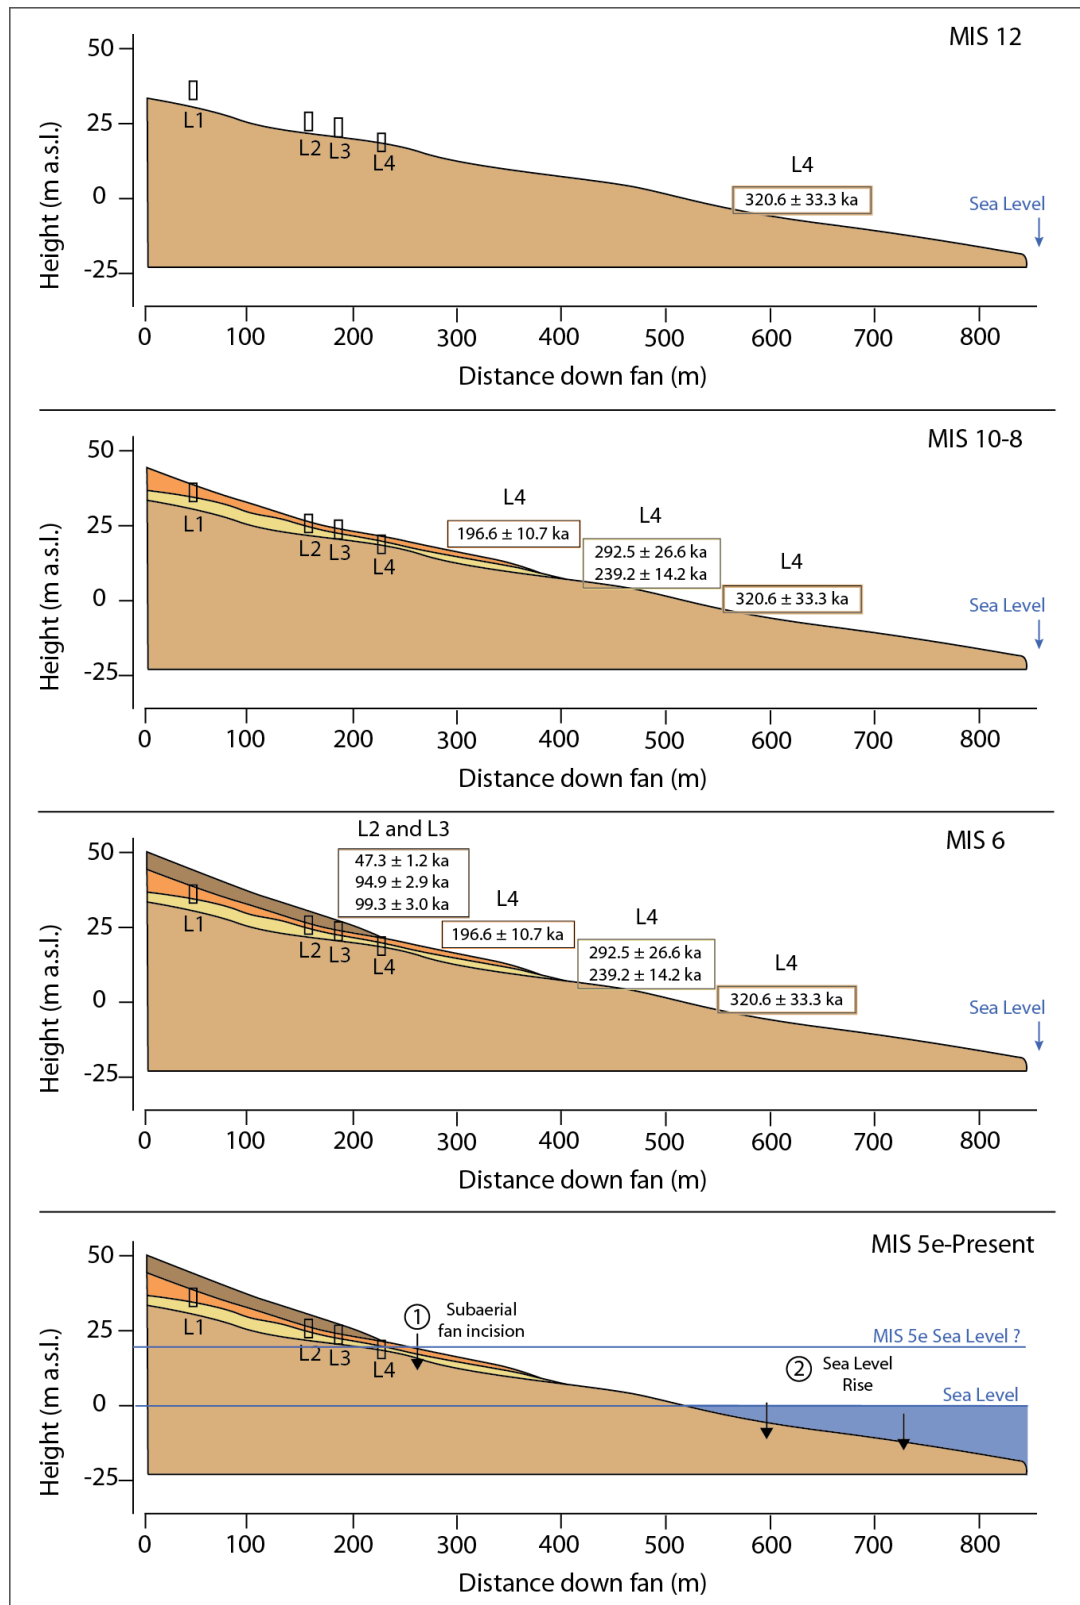 MIS 12
50
25
0
-25
Height (m a.s.l.)
L1
L2
L3
L4
L4
320.6 ± 33.3 ka
Sea Level
0 100 200 300 400 500 600 700 800
Distance down fan (m)
MIS 10-8
50
25
0
-25
Height (m a.s.l.)
L1
L2
L3
L4
L4
196.6 ± 10.7 ka
L4
292.5 ± 26.6 ka
239.2 ± 14.2 ka
L4
320.6 ± 33.3 ka
Sea Level
0 100 200 300 400 500 600 700 800
Distance down fan (m)
MIS 6
50
25
0
-25
Height (m a.s.l.)
L1
L2
L3
L4
L2 and L3
47.3 ± 1.2 ka
94.9 ± 2.9 ka
99.3 ± 3.0 ka
L4
196.6 ± 10.7 ka
L4
292.5 ± 26.6 ka
239.2 ± 14.2 ka
L4
320.6 ± 33.3 ka
Sea Level
0 100 200 300 400 500 600 700 800
Distance down fan (m)
MIS 5e-Present
50
25
0
-25
Height (m a.s.l.)
L1
L2
L3
L4
1 Subaerial
fan incision
MIS 5e Sea Level ?
2 Sea Level
Rise
Sea Level
0 100 200 300 400 500 600 700 800
Distance down fan (m)